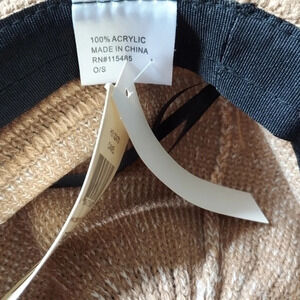 100% ACRYLIC
MADE IN CHINA
RN#115485
O/S